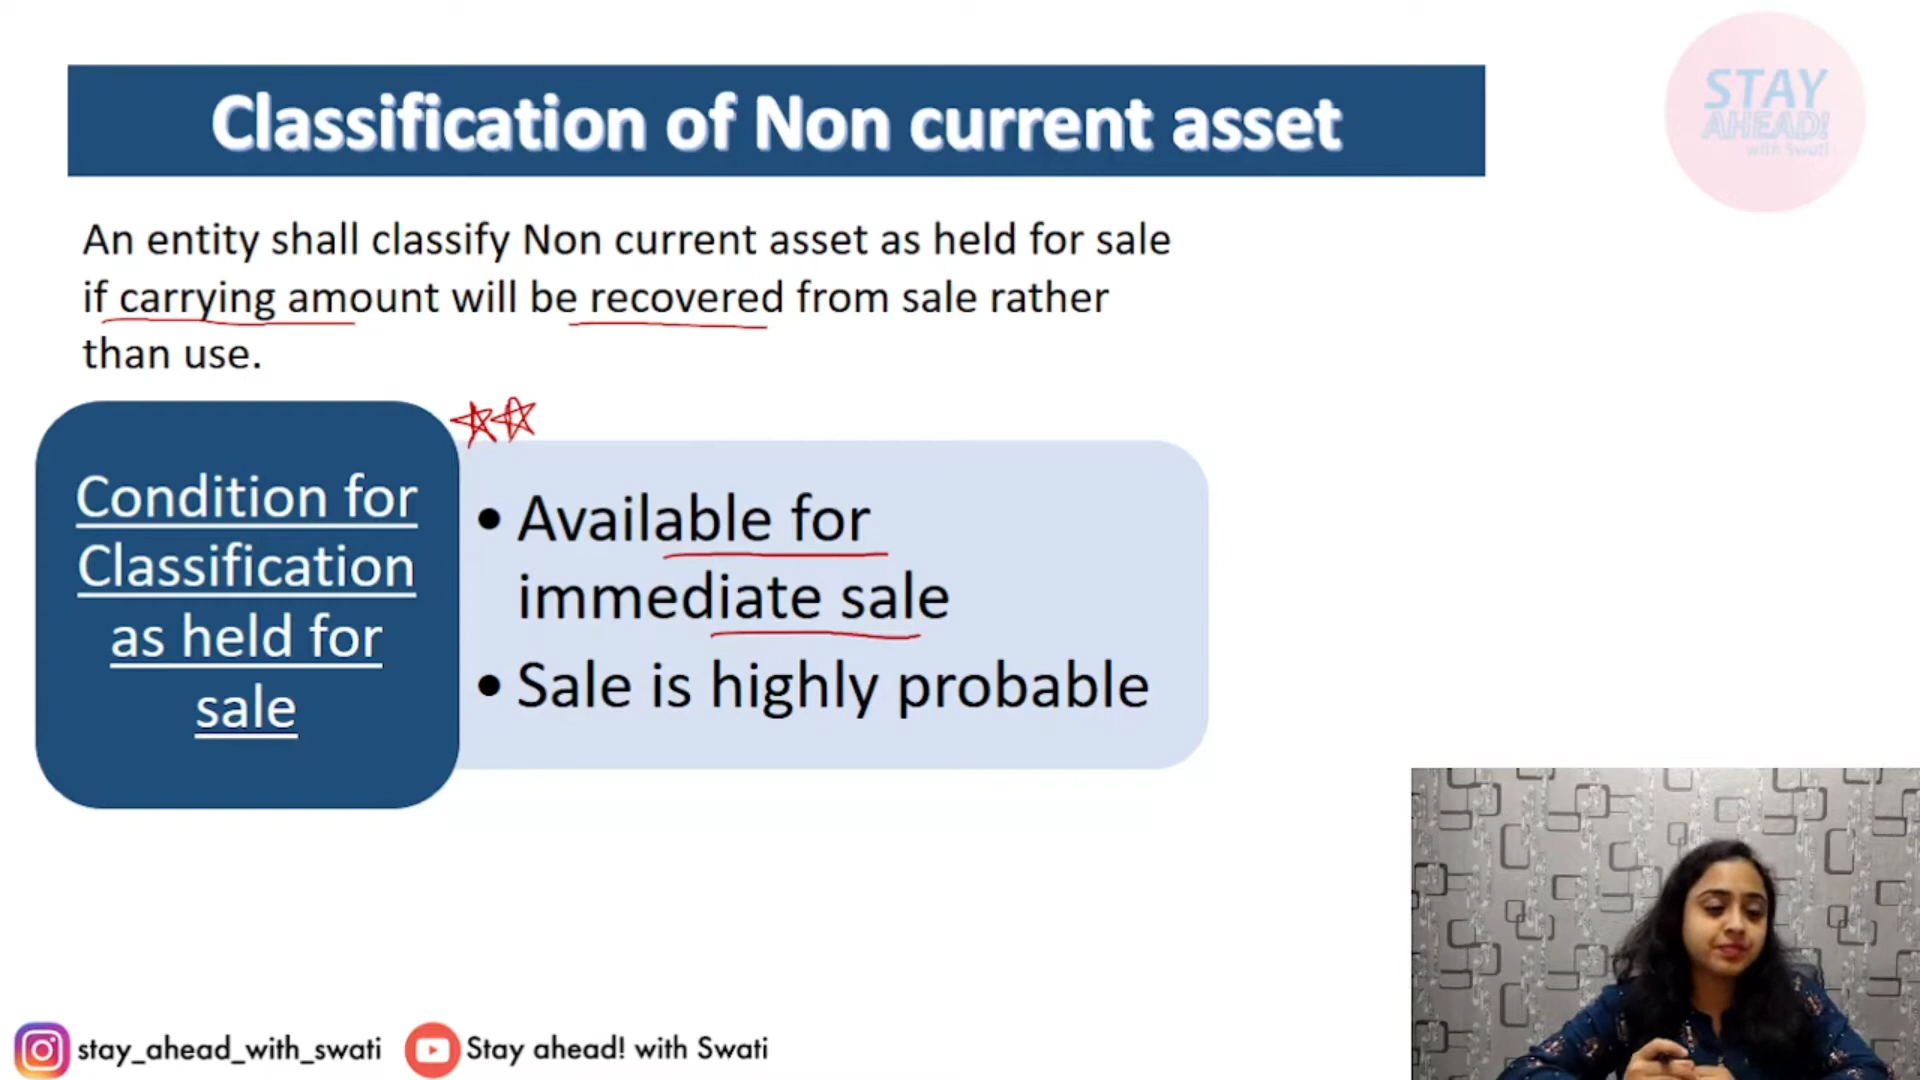 Classification of Non current asset
STAY
AHEAD!
with Swati
An entity shall classify Non current asset as held for sale
if carrying amount will be recovered from sale rather
than use.
Condition for
Classification
as held for
sale
• Available for
immediate sale
• Sale is highly probable
stay_ahead_with_swati
Stay ahead! with Swati